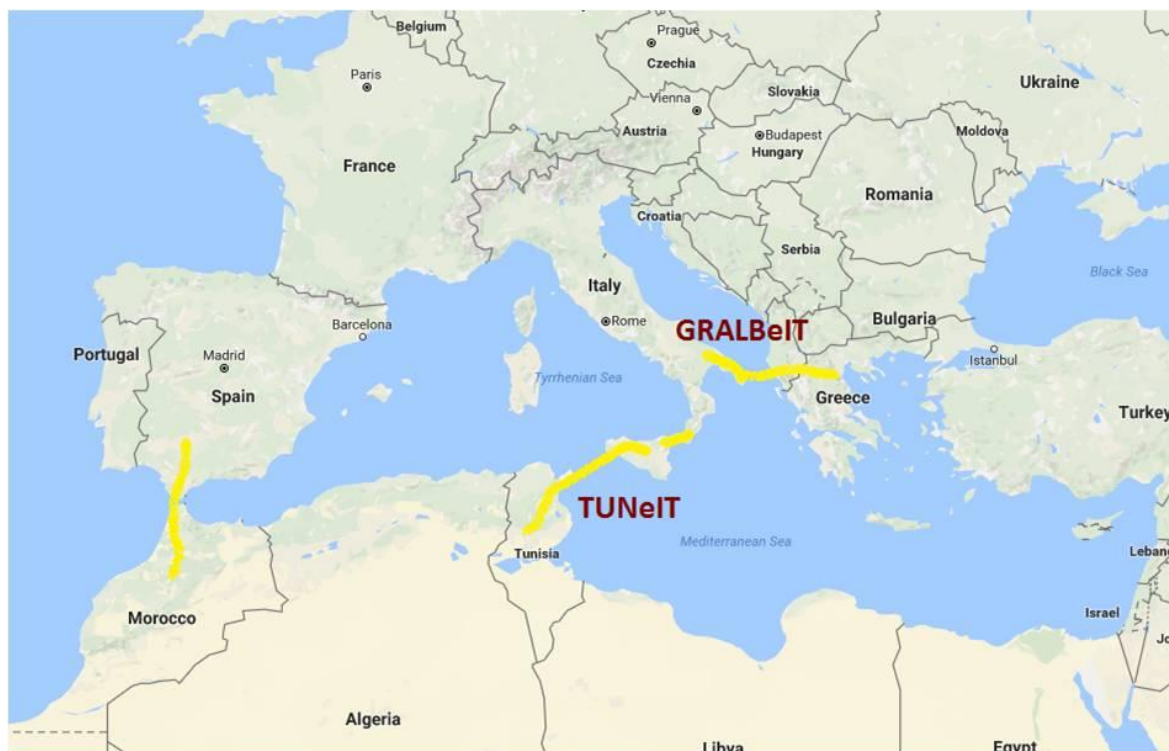 Belgium
Prague
Czechia
Ukraine
Paris
Slovakia
Vienna
Austria
Budapest
Hungary
Moldova
France
Romania
Croatia
Serbia
Italy
Black Sea
Barcelona
Rome
GRALBeIT
Bulgaria
Portugal
Madrid
Istanbul
Tyrrhenian Sea
Spain
Greece
Turkey
TUNeIT
Mediterranean Sea
Tunisia
Lebano
Israel
Morocco
Jo
Algeria
Libya
Egypt